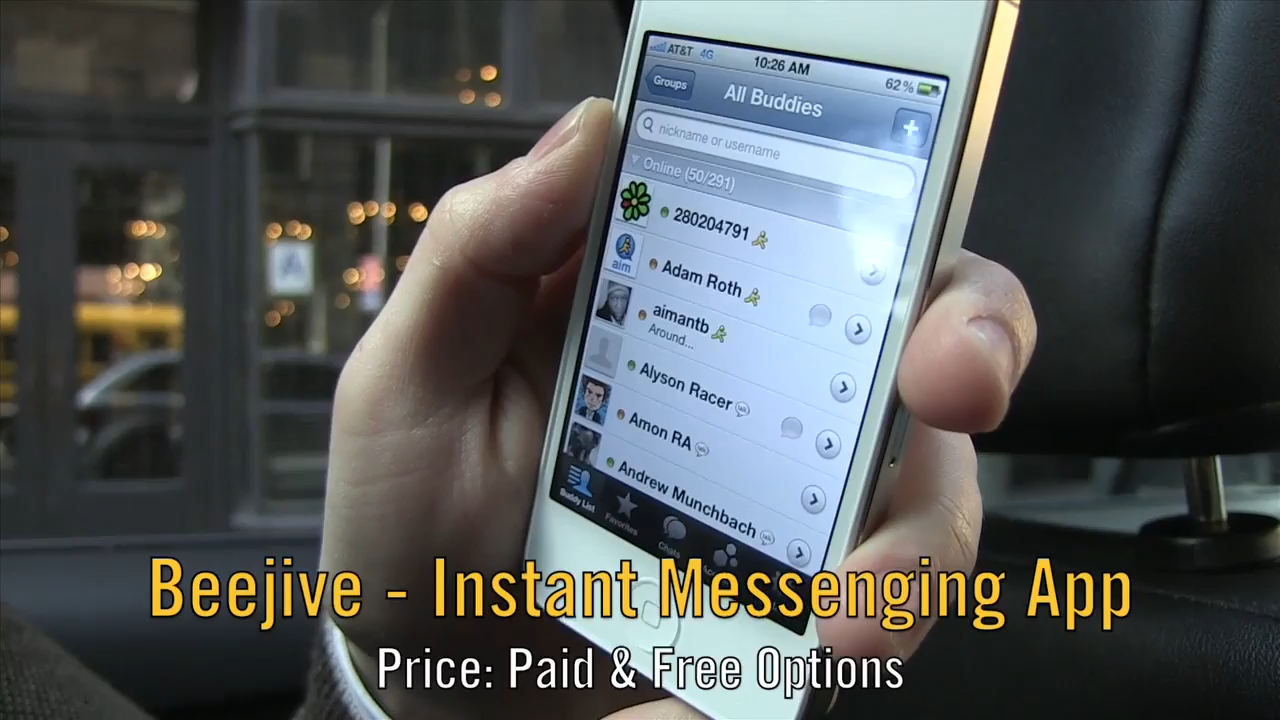 AT&T 4G 10:26 AM 62%
Groups All Buddies +
nickname or username
Online (50/291)
280204791
aim
Adam Roth
aimantb
Around...
Alyson Racer
Amon RA
Andrew Munchbach
Buddy List Favorites Chats
Beejive - Instant Messenging App
Price: Paid & Free Options
A